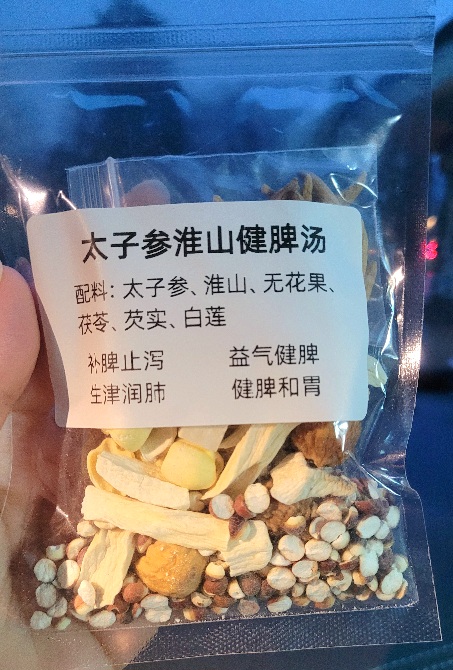 太子参淮山健脾汤
配料：太子参、淮山、无花果、
茯苓、芡实、白莲
补脾止泻 益气健脾
生津润肺 健脾和胃